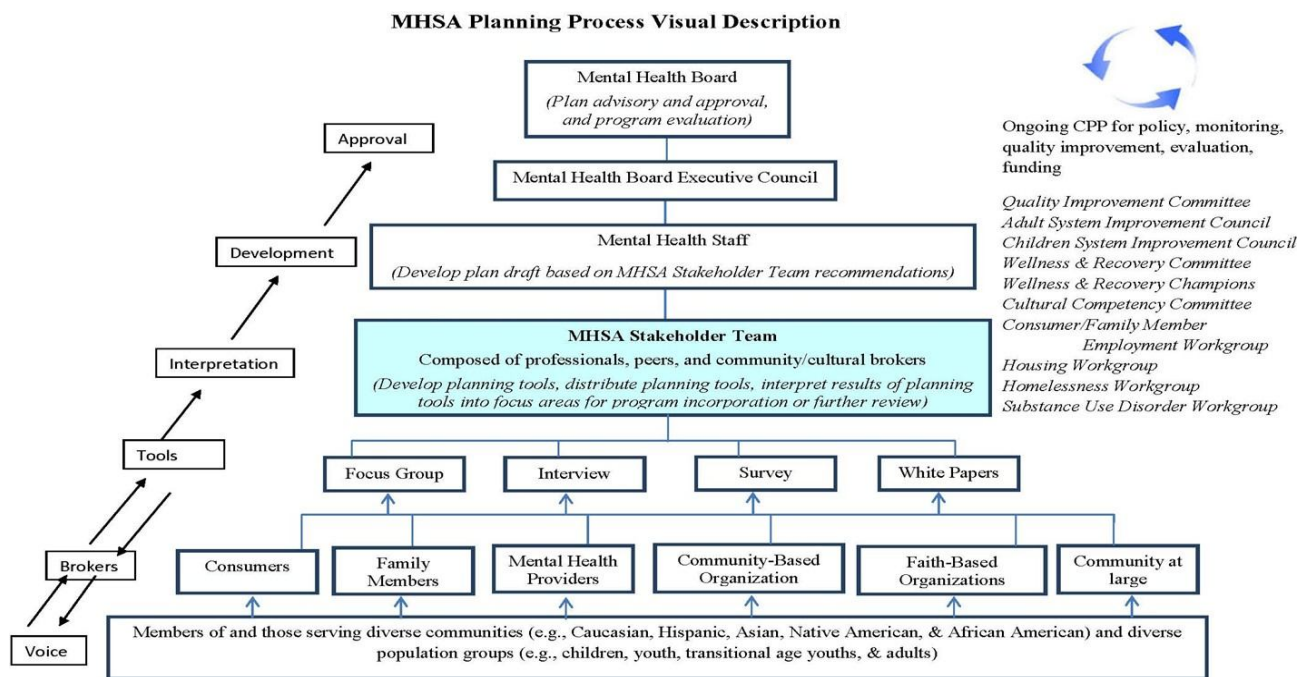 MHSA Planning Process Visual Description
Mental Health Board
(Plan advisory and approval,
and program evaluation)
Mental Health Board Executive Council
Mental Health Staff
(Develop plan draft based on MHSA Stakeholder Team recommendations)
MHSA Stakeholder Team
Composed of professionals, peers, and community/cultural brokers
(Develop planning tools, distribute planning tools, interpret results of planning
tools into focus areas for program incorporation or further review)
Focus Group
Interview
Survey
White Papers
Consumers
Family
Members
Mental Health
Providers
Community-Based
Organization
Faith-Based
Organizations
Community at
large
Members of and those serving diverse communities (e.g., Caucasian, Hispanic, Asian, Native American, & African American) and diverse
population groups (e.g., children, youth, transitional age youths, & adults)
Approval
Development
Interpretation
Tools
Brokers
Voice
Ongoing CPP for policy, monitoring,
quality improvement, evaluation,
funding
Quality Improvement Committee
Adult System Improvement Council
Children System Improvement Council
Wellness & Recovery Committee
Wellness & Recovery Champions
Cultural Competency Committee
Consumer/Family Member
Employment Workgroup
Housing Workgroup
Homelessness Workgroup
Substance Use Disorder Workgroup